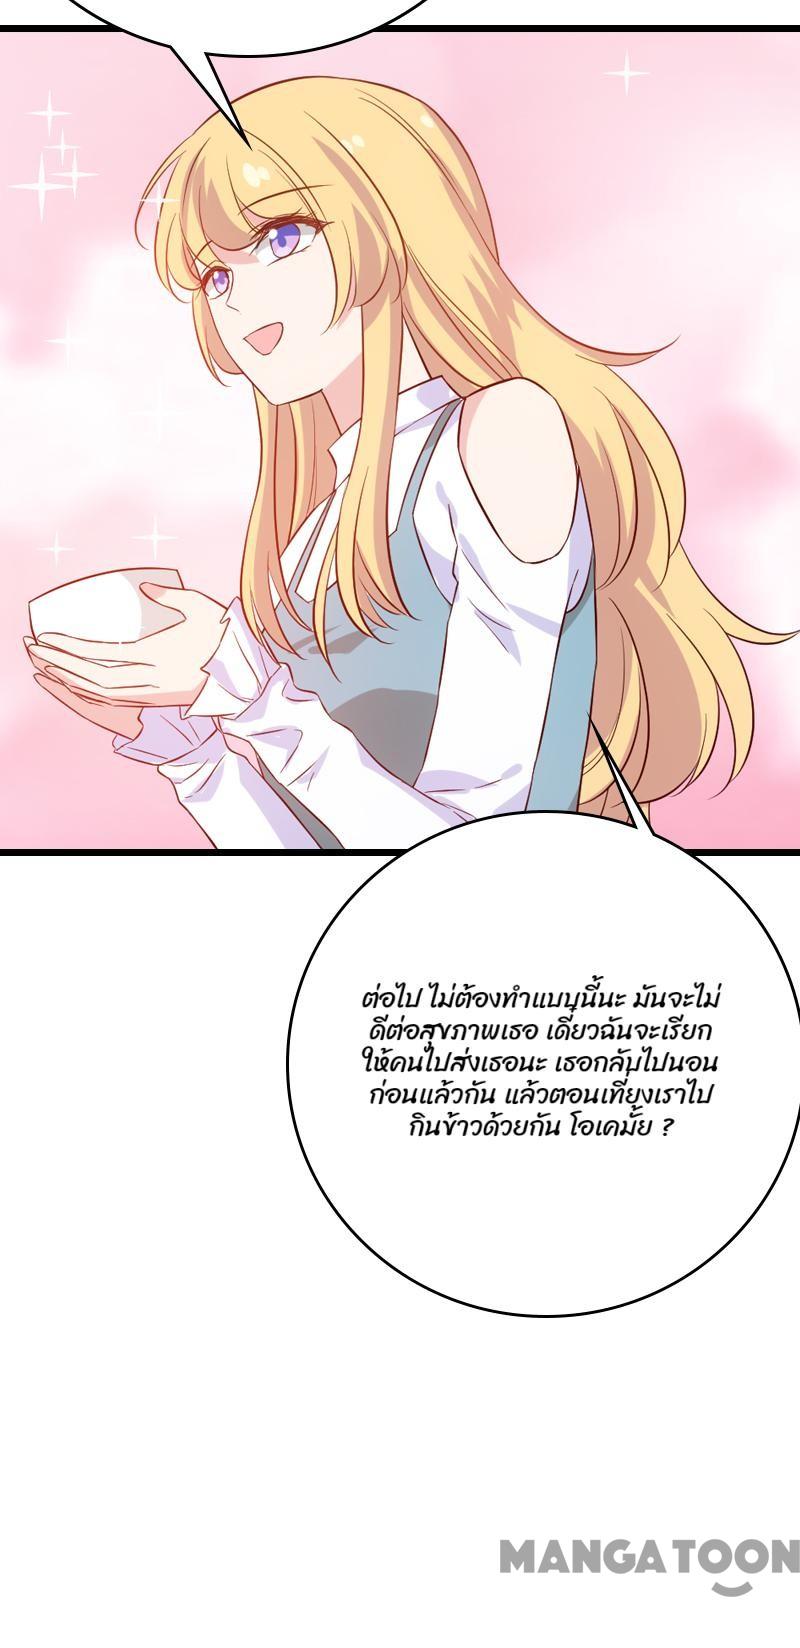 ต่อไป ไม่ต้องทำแบบนี้นะ มันจะไม่
ดีต่อสุขภาพเธอ เดี๋ยวฉันจะเรียก
ให้คนไปส่งเธอนะ เธอกลับไปนอน
ก่อนแล้วกัน แล้วตอนเที่ยงเราไป
กินข้าวด้วยกัน โอเคมั้ย ?
MANGATOON